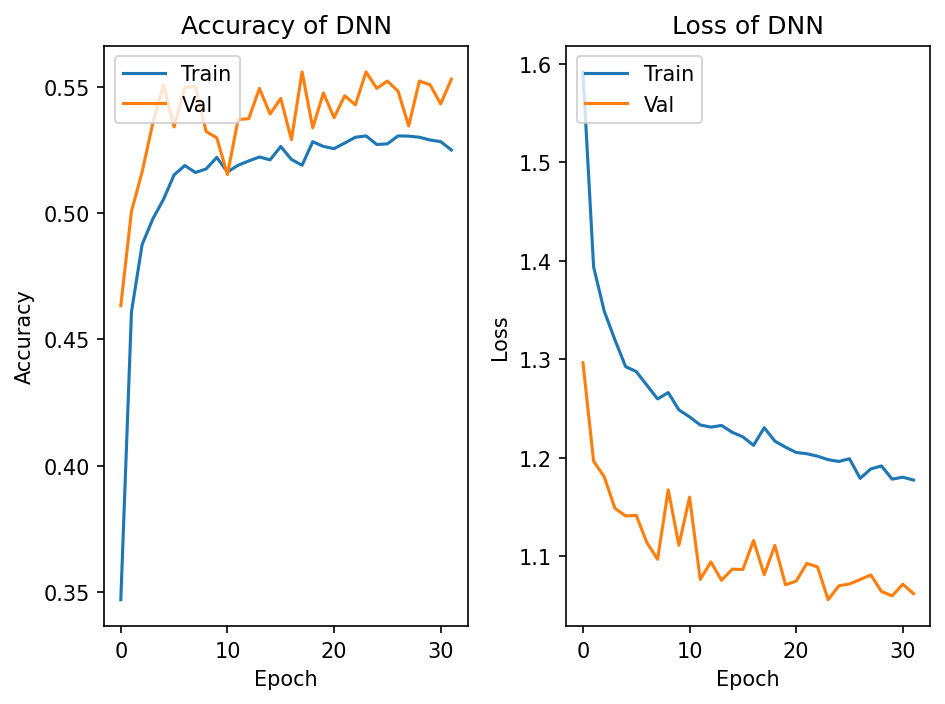 Accuracy of DNN
Train
Val
0.55
0.50
0.45
0.40
0.35
Accuracy
0 10 20 30
Epoch
Loss of DNN
Train
Val
1.6
1.5
1.4
1.3
1.2
1.1
Loss
0 10 20 30
Epoch